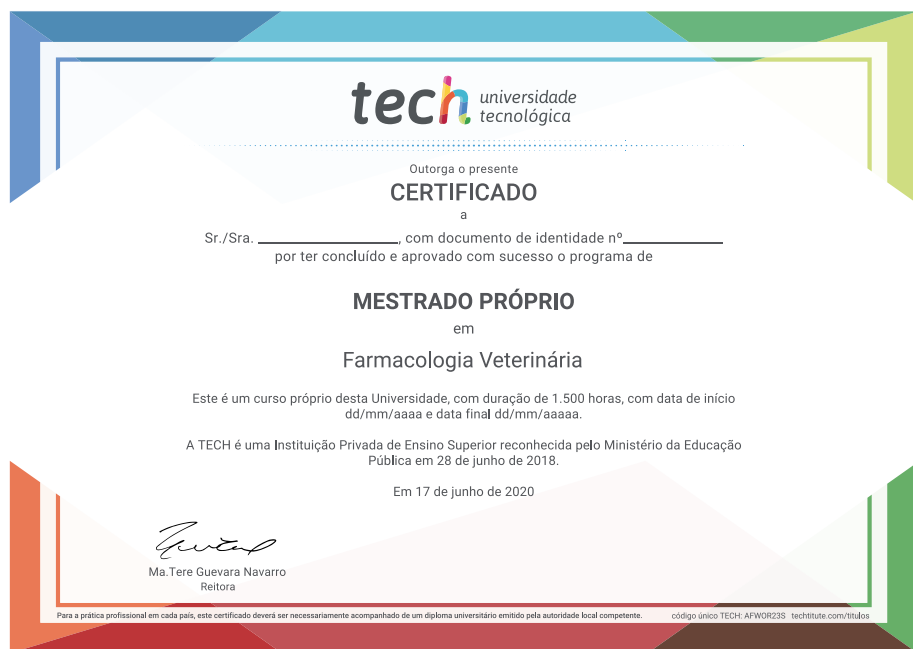 tech universidade
tecnológica
Outorga o presente
CERTIFICADO
a
Sr./Sra. ____________________, com documento de identidade nº______________
por ter concluído e aprovado com sucesso o programa de
MESTRADO PRÓPRIO
em
Farmacologia Veterinária
Este é um curso próprio desta Universidade, com duração de 1.500 horas, com data de início
dd/mm/aaaa e data final dd/mm/aaaaa.
A TECH é uma Instituição Privada de Ensino Superior reconhecida pelo Ministério da Educação
Pública em 28 de junho de 2018.
Em 17 de junho de 2020
Ma.Tere Guevara Navarro
Reitora
Para a prática profissional em cada país, este certificado deverá ser necessariamente acompanhado de um diploma universitário emitido pela autoridade local competente. código único TECH: AFWOR23S techtitute.com/titulos